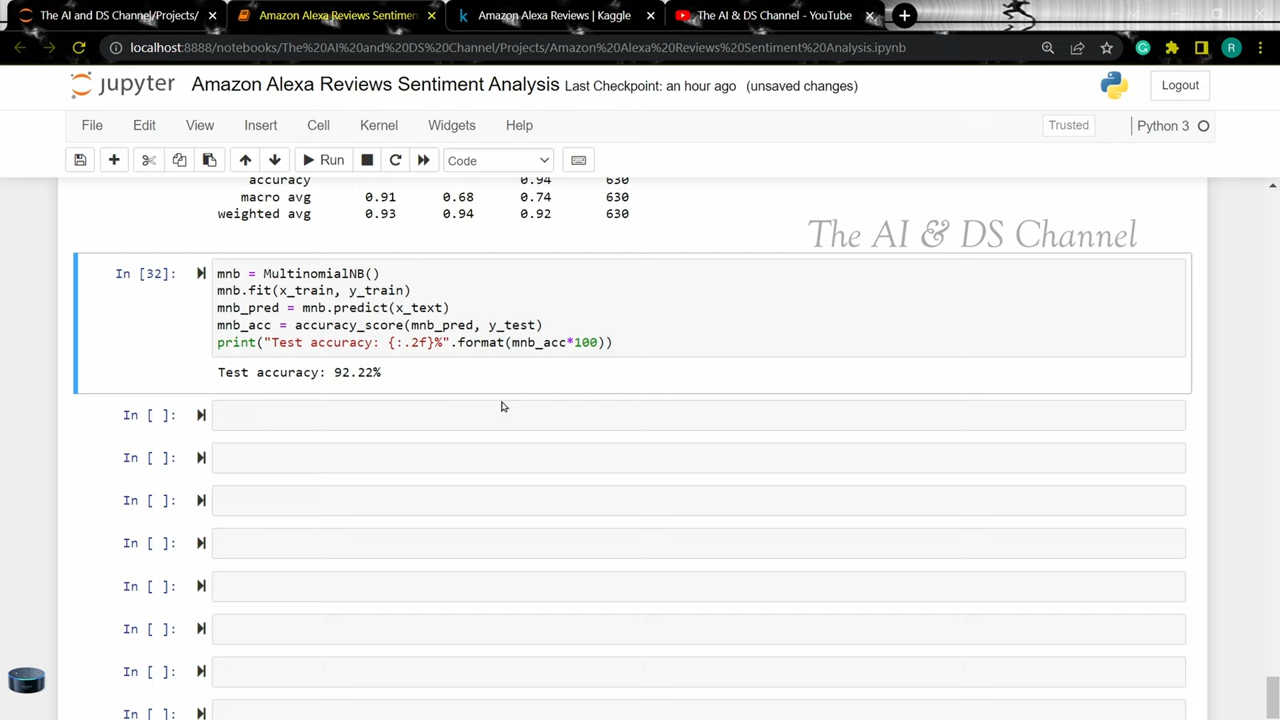 The AI and DS Channel/Projects/
Amazon Alexa Reviews Sentimen
Amazon Alexa Reviews | Kaggle
The AI & DS Channel - YouTube
localhost:8888/notebooks/The%20AI%20and%20DS%20Channel/Projects/Amazon%20Alexa%20Reviews%20Sentiment%20Analysis.ipynb
G
R
jupyter Amazon Alexa Reviews Sentiment Analysis Last Checkpoint: an hour ago (unsaved changes)
Logout
File Edit View Insert Cell Kernel Widgets Help
Trusted
Python 3
Run
Code
accuracy 0.94 630
macro avg 0.91 0.68 0.74 630
weighted avg 0.93 0.94 0.92 630
The AI & DS Channel
In [32]:
mnb = MultinomialNB()
mnb.fit(x_train, y_train)
mnb_pred = mnb.predict(x_text)
mnb_acc = accuracy_score(mnb_pred, y_test)
print("Test accuracy: {:.2f}%".format(mnb_acc*100))
Test accuracy: 92.22%
In [ ]:
In [ ]:
In [ ]:
In [ ]:
In [ ]:
In [ ]:
In [ ]:
In [ ]: